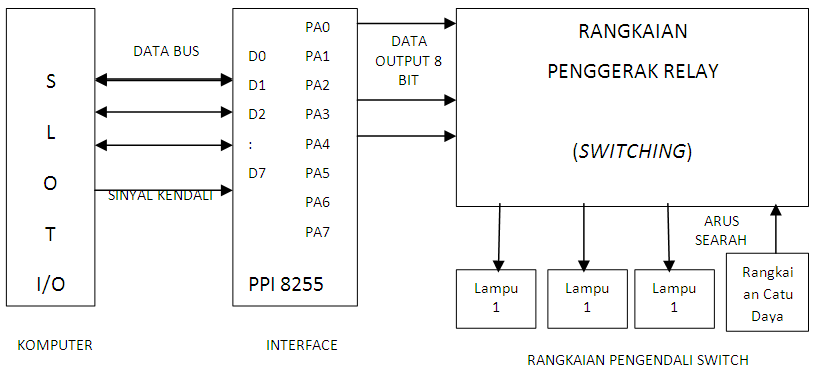 S
L
O
T
I/O
KOMPUTER
DATA BUS
SINYAL KENDALI
D0
D1
D2
:
D7
PA0
PA1
PA2
PA3
PA4
PA5
PA6
PA7
PPI 8255
INTERFACE
DATA
OUTPUT 8
BIT
RANGKAIAN
PENGGERAK RELAY
(SWITCHING)
ARUS
SEARAH
Lampu
1
Lampu
1
Lampu
1
Rangkai
an Catu
Daya
RANGKAIAN PENGENDALI SWITCH